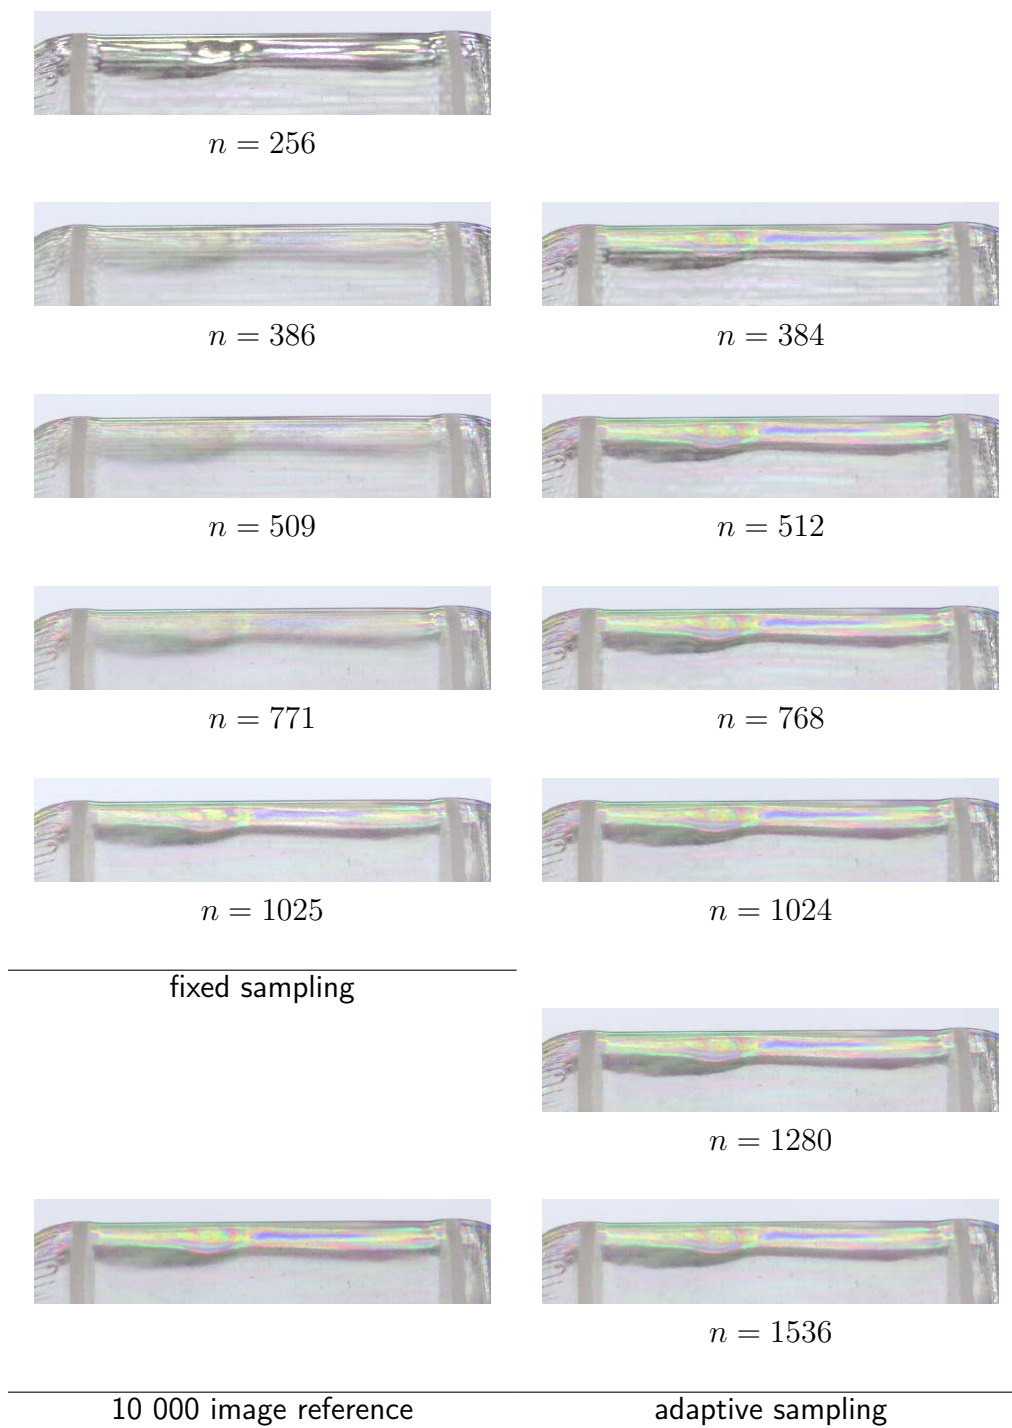 n = 256
n = 386
n = 384
n = 509
n = 512
n = 771
n = 768
n = 1025
n = 1024
fixed sampling
n = 1280
n = 1536
10 000 image reference
adaptive sampling